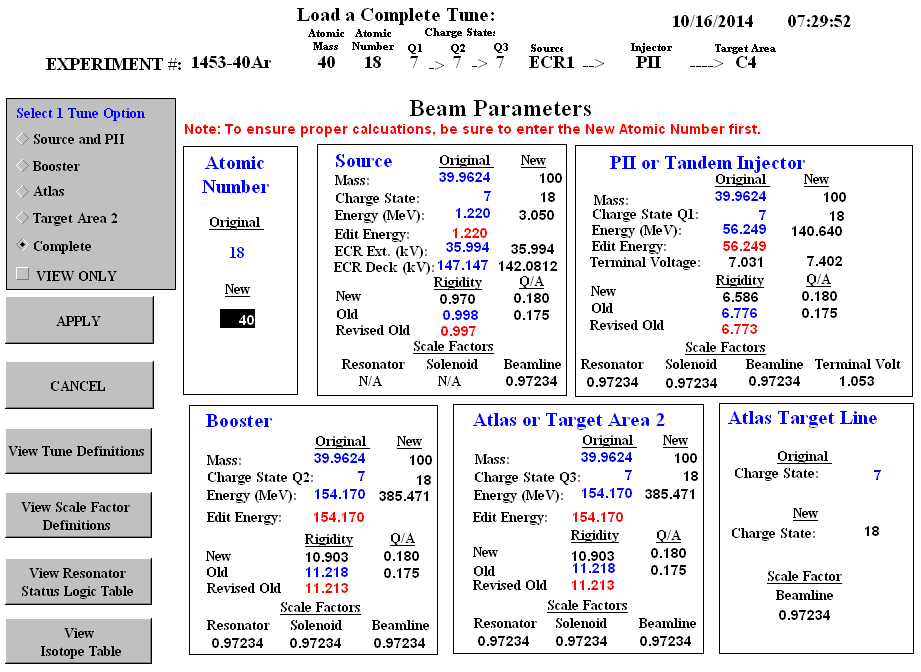 Load a Complete Tune:
10/16/2014 07:29:52
Atomic Mass Atomic Number Charge States
Q1 Q2 Q3 Source Injector Target Area
EXPERIMENT #: 1453-40Ar 40 18 7 -> 7 -> 7 ECR1 --> PII ----> C4
Select 1 Tune Option
Source and PII
Booster
Atlas
Target Area 2
Complete
VIEW ONLY
APPLY
CANCEL
View Tune Definitions
View Scale Factor
Definitions
View Resonator
Status Logic Table
View
Isotope Table
Beam Parameters
Note: To ensure proper calcuations, be sure to enter the New Atomic Number first.
Atomic
Number
Original
18
New
40
Source
Original New
Mass: 39.9624 100
Charge State: 7 18
Energy (MeV): 1.220 3.050
Edit Energy: 1.220
ECR Ext. (kV): 35.994 35.994
ECR Deck (kV): 147.147 142.0812
Rigidity Q/A
New 0.970 0.180
Old 0.998 0.175
Revised Old 0.997
Scale Factors
Resonator Solenoid Beamline
N/A N/A 0.97234
PII or Tandem Injector
Original New
Mass: 39.9624 100
Charge State Q1: 7 18
Energy (MeV): 56.249 140.640
Edit Energy: 56.249
Terminal Voltage: 7.031 7.402
Rigidity Q/A
New 6.586 0.180
Old 6.776 0.175
Revised Old 6.773
Scale Factors
Resonator Solenoid Beamline Terminal Volt
0.97234 0.97234 0.97234 1.053
Booster
Original New
Mass: 39.9624 100
Charge State Q2: 7 18
Energy (MeV): 154.170 385.471
Edit Energy: 154.170
Rigidity Q/A
New 10.903 0.180
Old 11.218 0.175
Revised Old 11.213
Scale Factors
Resonator Solenoid Beamline
0.97234 0.97234 0.97234
Atlas or Target Area 2
Original New
Mass: 39.9624 100
Charge State Q3: 7 18
Energy (MeV): 154.170 385.471
Edit Energy: 154.170
Rigidity Q/A
New 10.903 0.180
Old 11.218 0.175
Revised Old 11.213
Scale Factors
Resonator Solenoid Beamline
0.97234 0.97234 0.97234
Atlas Target Line
Original
Charge State: 7
New
Charge State: 18
Scale Factor
Beamline
0.97234